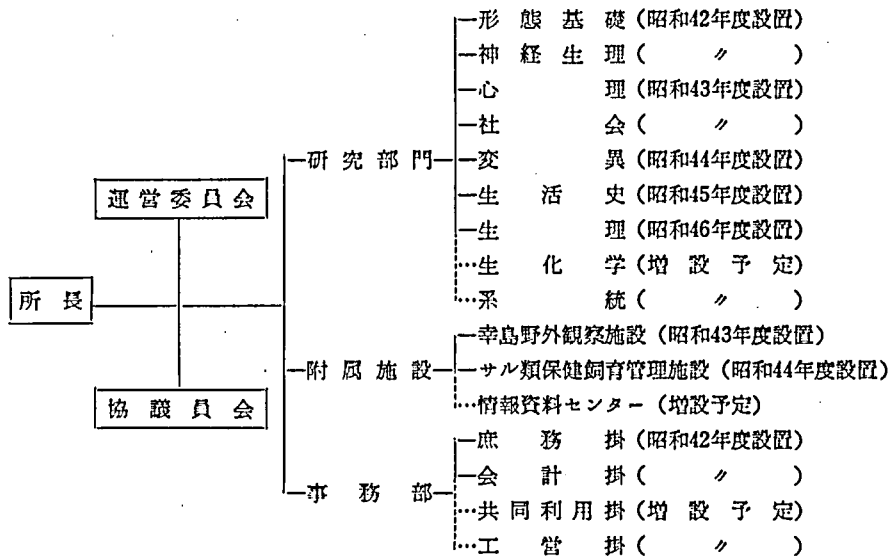 形態基礎（昭和42年度設置）
神経生理（　〃　）
心理（昭和43年度設置）
社会（　〃　）
研究部門
変異（昭和44年度設置）
運営委員会
生活史（昭和45年度設置）
生理（昭和46年度設置）
生化学（増設予定）
所長
系統（　〃　）
幸島野外観察施設（昭和43年度設置）
附属施設
サル類保健飼育管理施設（昭和44年度設置）
協議員会
情報資料センター（増設予定）
庶務掛（昭和42年度設置）
会計掛（　〃　）
事務部
共同利用掛（増設予定）
工営掛（　〃　）